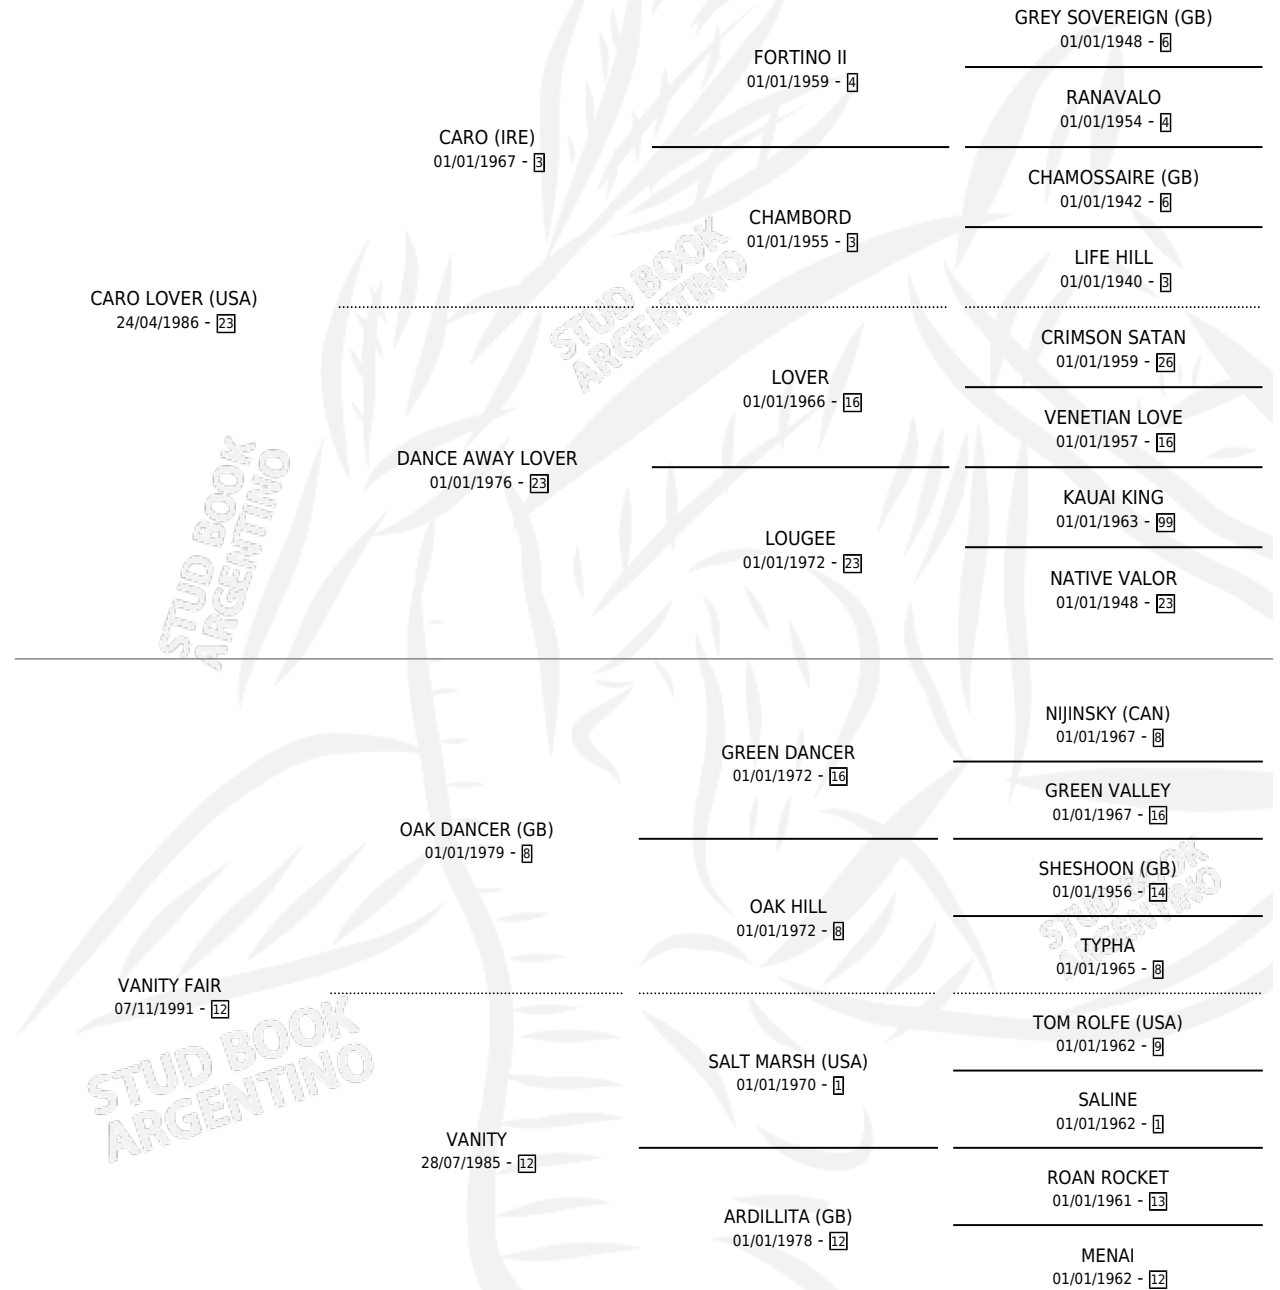 GREY SOVEREIGN (GB)
01/01/1948 - 6
FORTINO II
01/01/1959 - 4
RANAVALO
01/01/1954 - 4
CARO (IRE)
01/01/1967 - 3
CHAMOSSAIRE (GB)
01/01/1942 - 6
CHAMBORD
01/01/1955 - 3
LIFE HILL
01/01/1940 - 3
CARO LOVER (USA)
24/04/1986 - 23
STUD BOOK
ARGENTINO
CRIMSON SATAN
01/01/1959 - 26
LOVER
01/01/1966 - 16
VENETIAN LOVE
01/01/1957 - 16
DANCE AWAY LOVER
01/01/1976 - 23
KAUAI KING
01/01/1963 - 99
LOUGEE
01/01/1972 - 23
NATIVE VALOR
01/01/1948 - 23
STUD BOOK
ARGENTINO
NIJINSKY (CAN)
01/01/1967 - 8
GREEN DANCER
01/01/1972 - 16
GREEN VALLEY
01/01/1967 - 16
OAK DANCER (GB)
01/01/1979 - 8
SHESHOON (GB)
01/01/1956 - 14
OAK HILL
01/01/1972 - 8
STUD BOOK
ARGENTINO
TYPHA
01/01/1965 - 8
VANITY FAIR
07/11/1991 - 12
STUD BOOK
ARGENTINO
TOM ROLFE (USA)
01/01/1962 - 9
SALT MARSH (USA)
01/01/1970 - 1
SALINE
01/01/1962 - 1
VANITY
28/07/1985 - 12
ROAN ROCKET
01/01/1961 - 13
ARDILLITA (GB)
01/01/1978 - 12
MENAI
01/01/1962 - 12